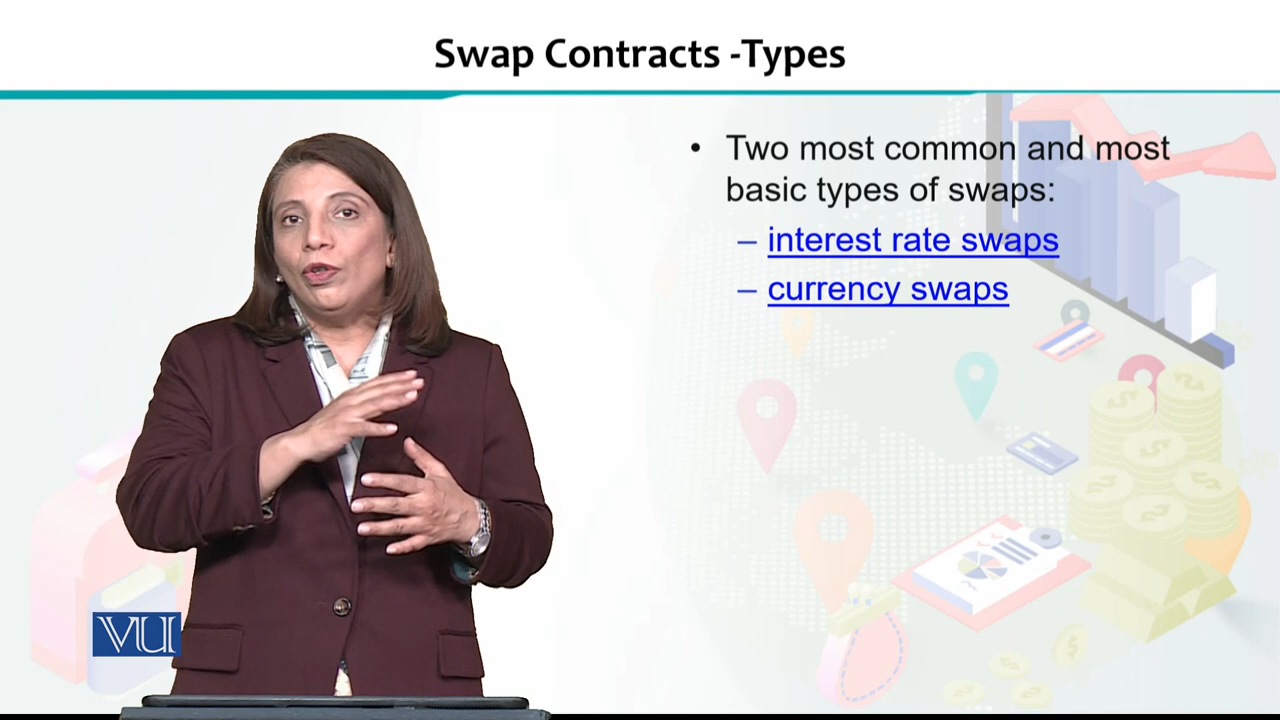 Swap Contracts -Types
• Two most common and most
basic types of swaps:
– interest rate swaps
– currency swaps
VU